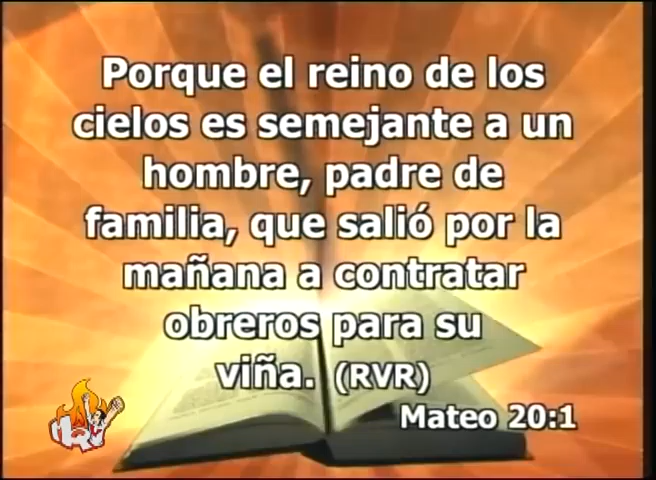 Porque el reino de los
cielos es semejante a un
hombre, padre de
familia, que salió por la
mañana a contratar
obreros para su
viña. (RVR)
Mateo 20:1